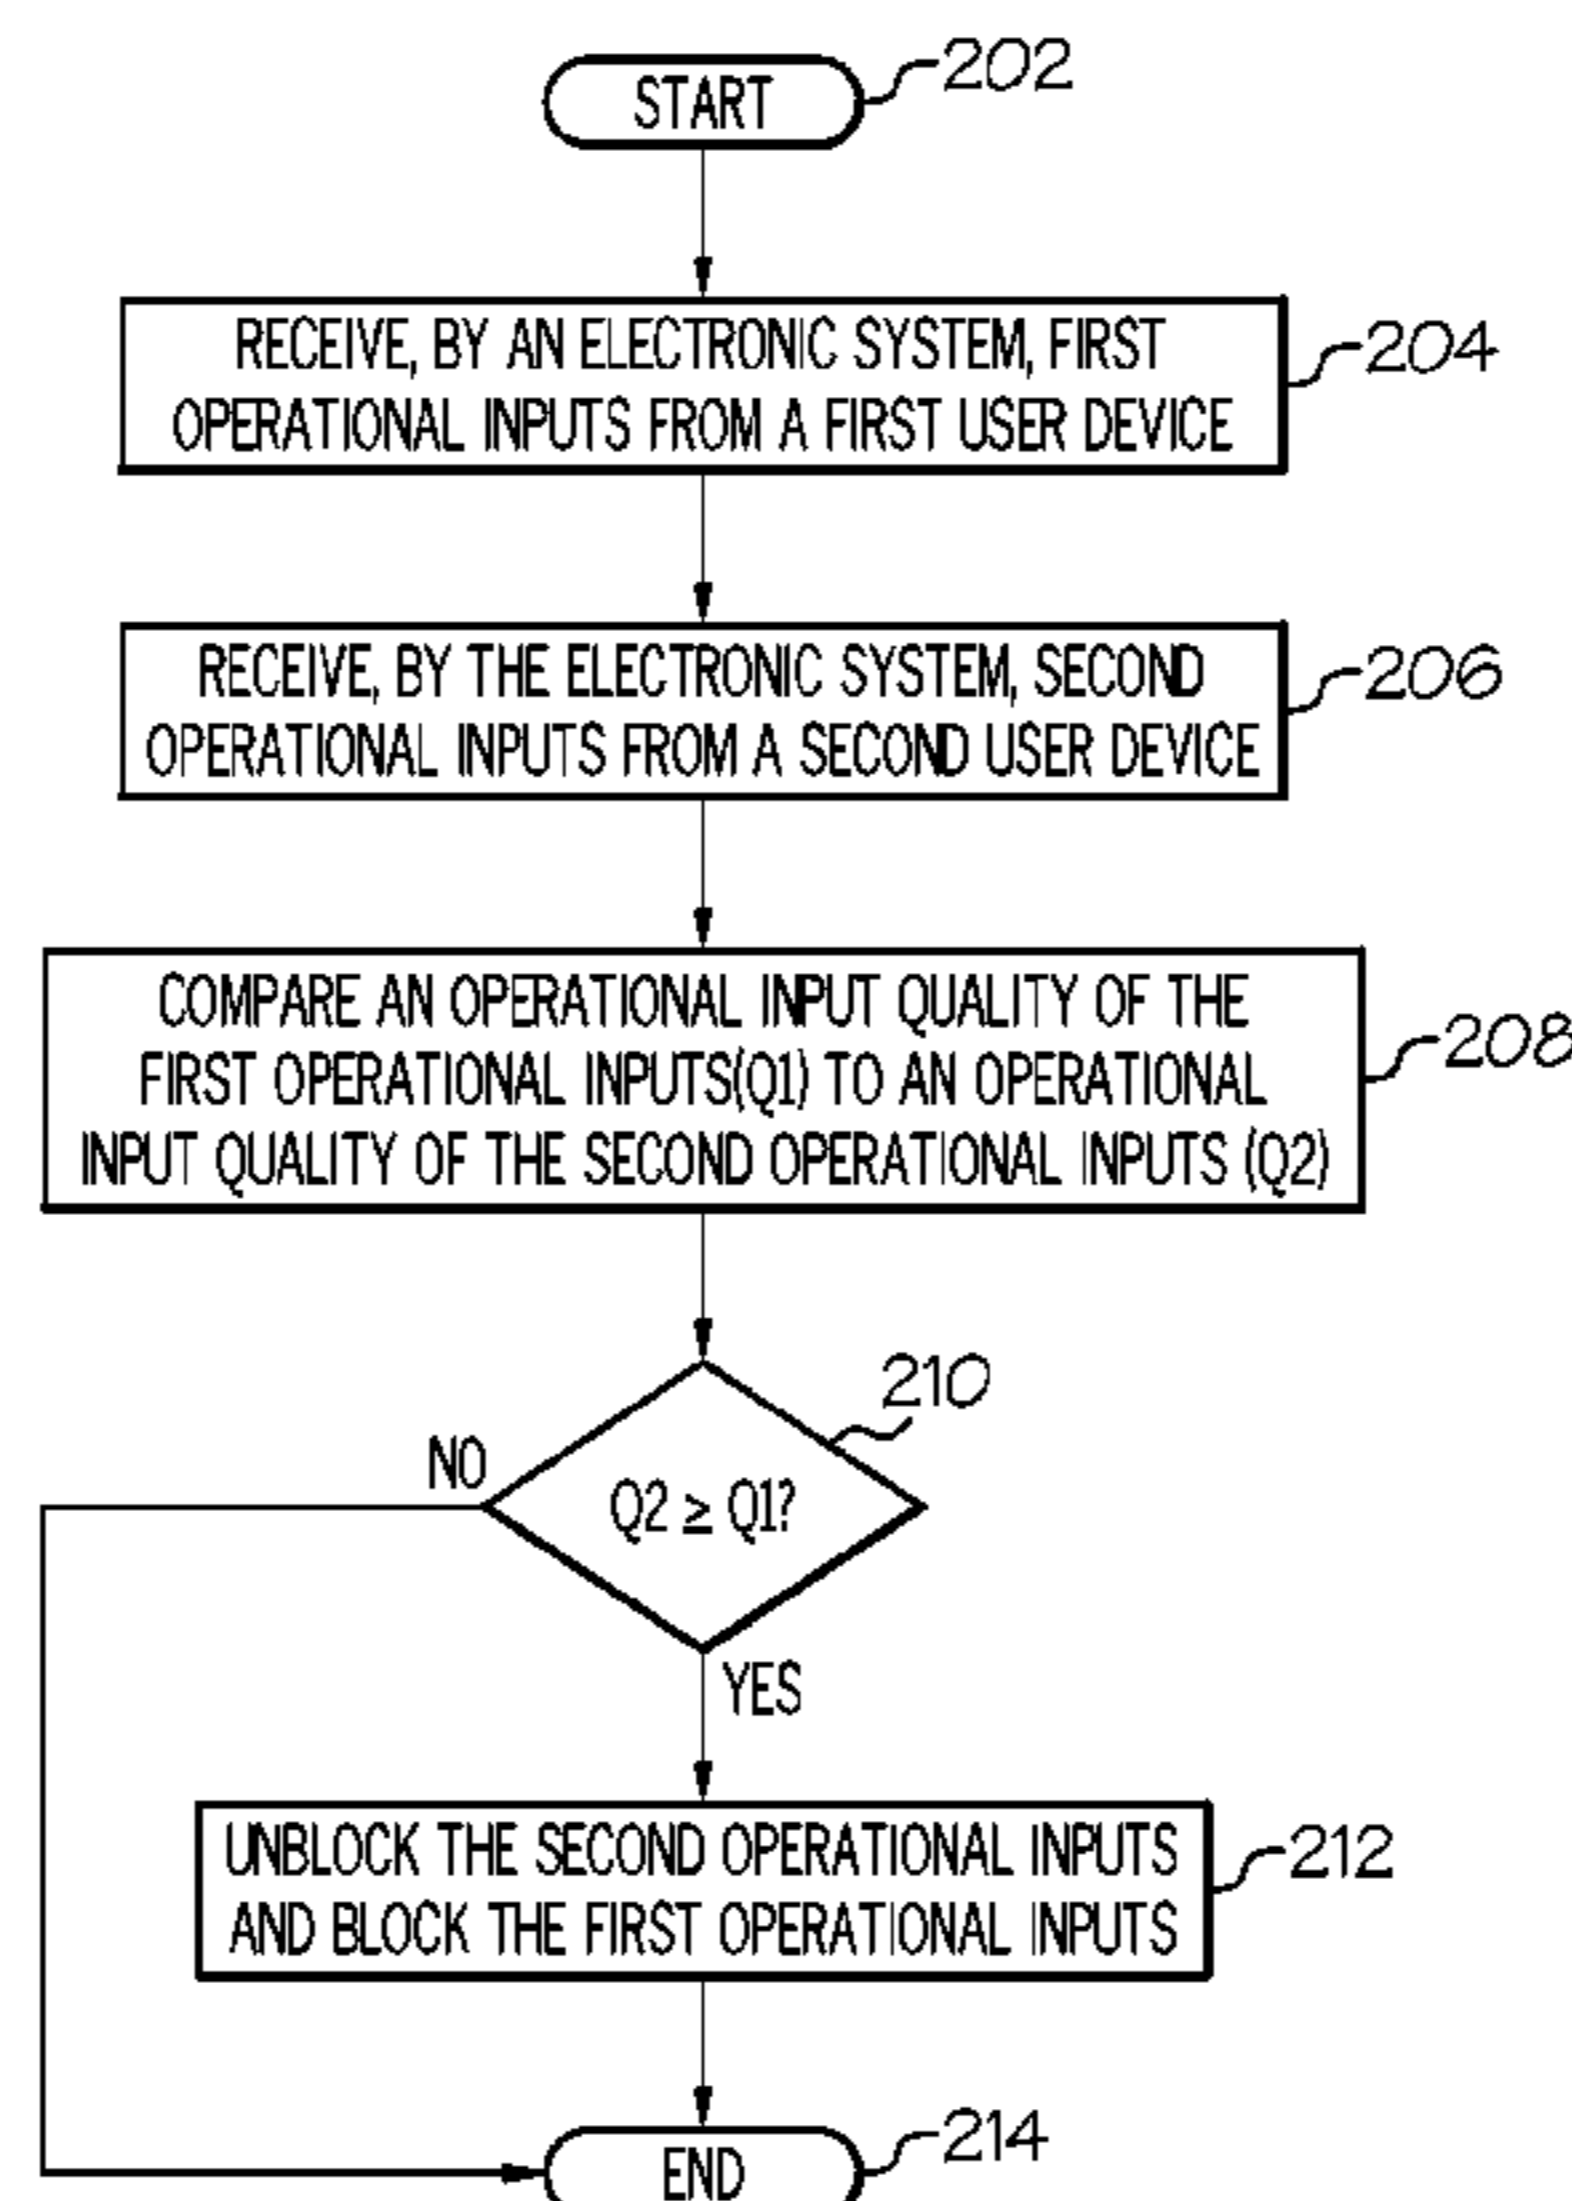 START
202
RECEIVE, BY AN ELECTRONIC SYSTEM, FIRST
OPERATIONAL INPUTS FROM A FIRST USER DEVICE
204
RECEIVE, BY THE ELECTRONIC SYSTEM, SECOND
OPERATIONAL INPUTS FROM A SECOND USER DEVICE
206
COMPARE AN OPERATIONAL INPUT QUALITY OF THE
FIRST OPERATIONAL INPUTS(Q1) TO AN OPERATIONAL
INPUT QUALITY OF THE SECOND OPERATIONAL INPUTS (Q2)
208
210
NO
Q2 ≥ Q1?
YES
UNBLOCK THE SECOND OPERATIONAL INPUTS
AND BLOCK THE FIRST OPERATIONAL INPUTS
212
END
214